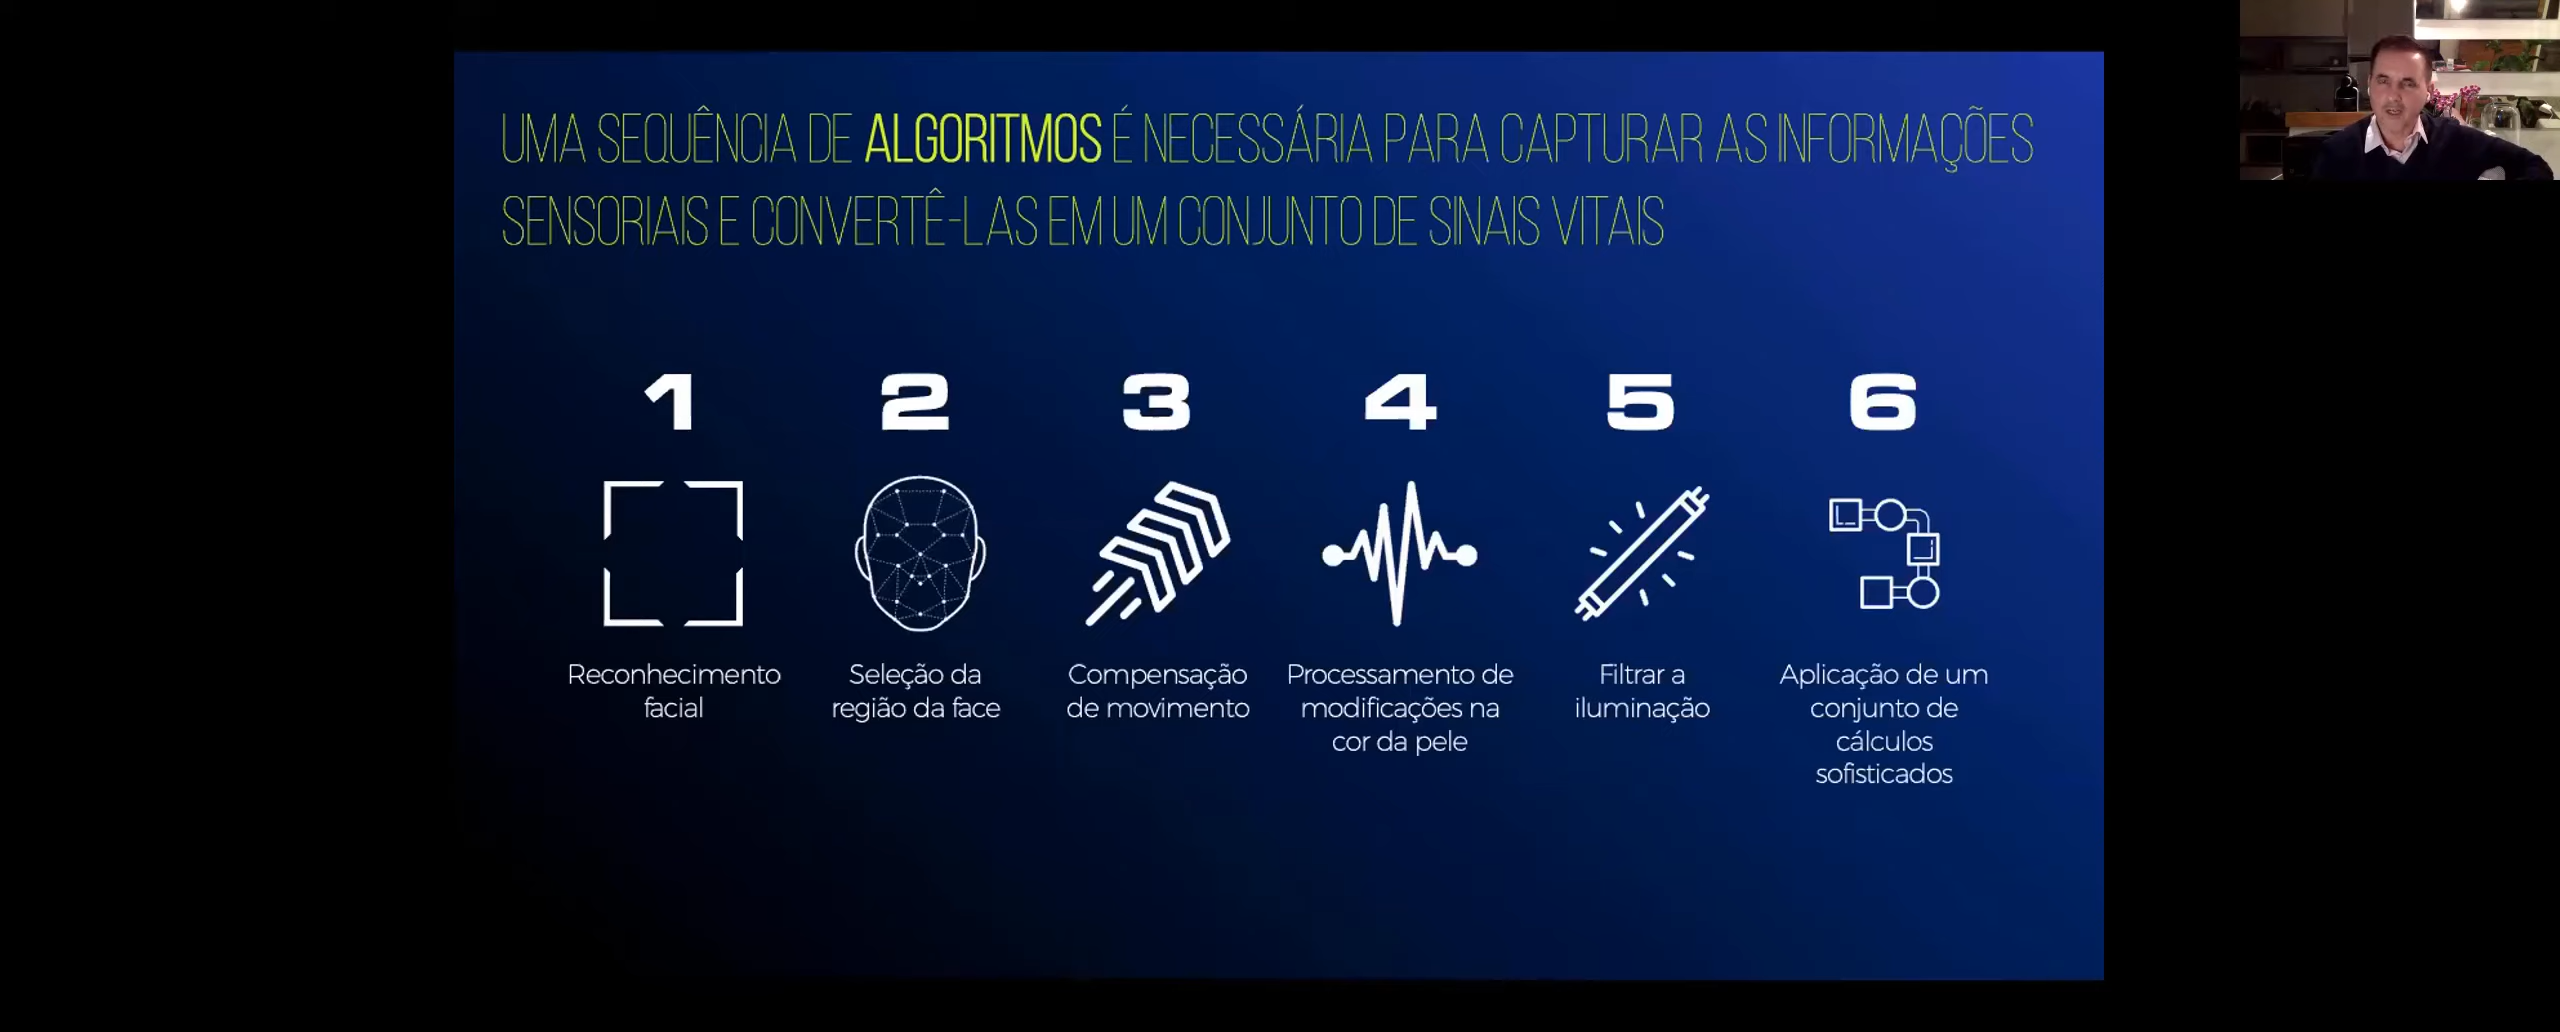 UMA SEQUÊNCIA DE ALGORITMOS É NECESSÁRIA PARA CAPTURAR AS INFORMAÇÕES
SENSORIAIS E CONVERTÊ-LAS EM UM CONJUNTO DE SINAIS VITAIS
1
Reconhecimento
facial
2
Seleção da
região da face
3
Compensação
de movimento
4
Processamento de
modificações na
cor da pele
5
Filtrar a
iluminação
6
Aplicação de um
conjunto de
cálculos
sofisticados